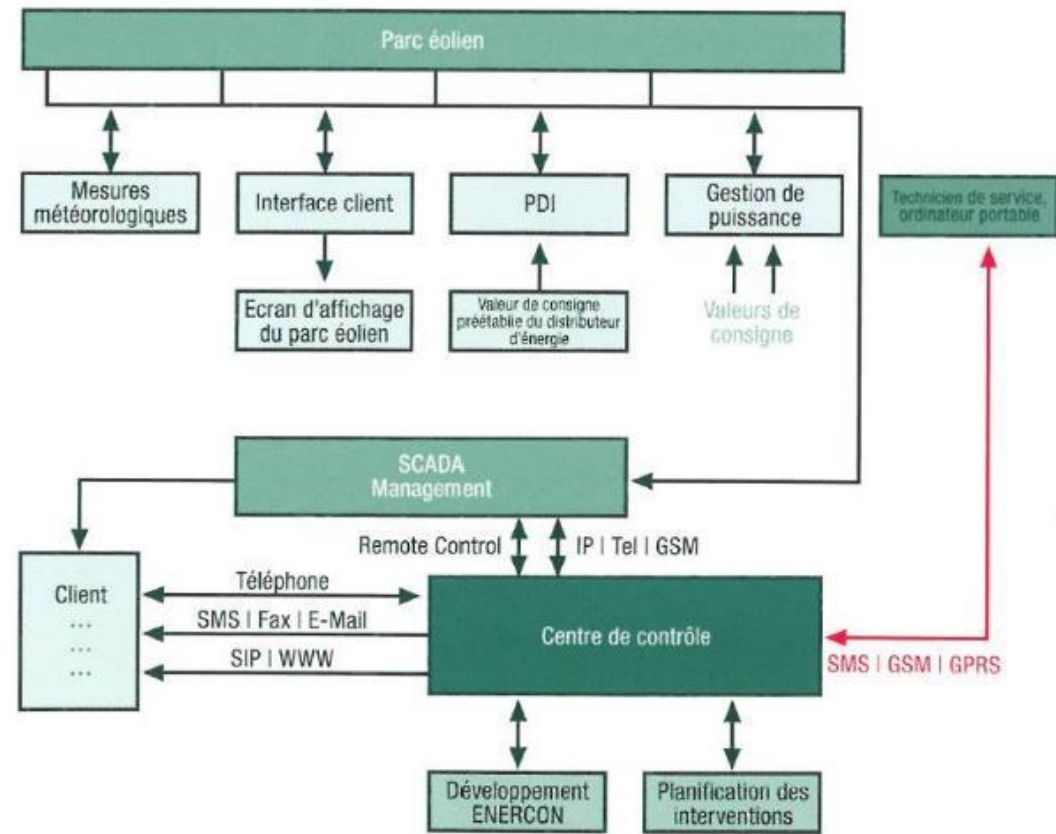 Parc éolien
Mesures
météorologiques
Interface client
PDI
Gestion de
puissance
Technicien de service,
ordinateur portable
Ecran d'affichage
du parc éolien
Valeur de consigne
préétablie du distributeur
d'énergie
Valeurs de
consigne
SCADA
Management
Remote Control
IP | Tel | GSM
Client
...
...
...
Téléphone
SMS | Fax | E-Mail
SIP | WWW
Centre de contrôle
SMS | GSM | GPRS
Développement
ENERCON
Planification des
interventions